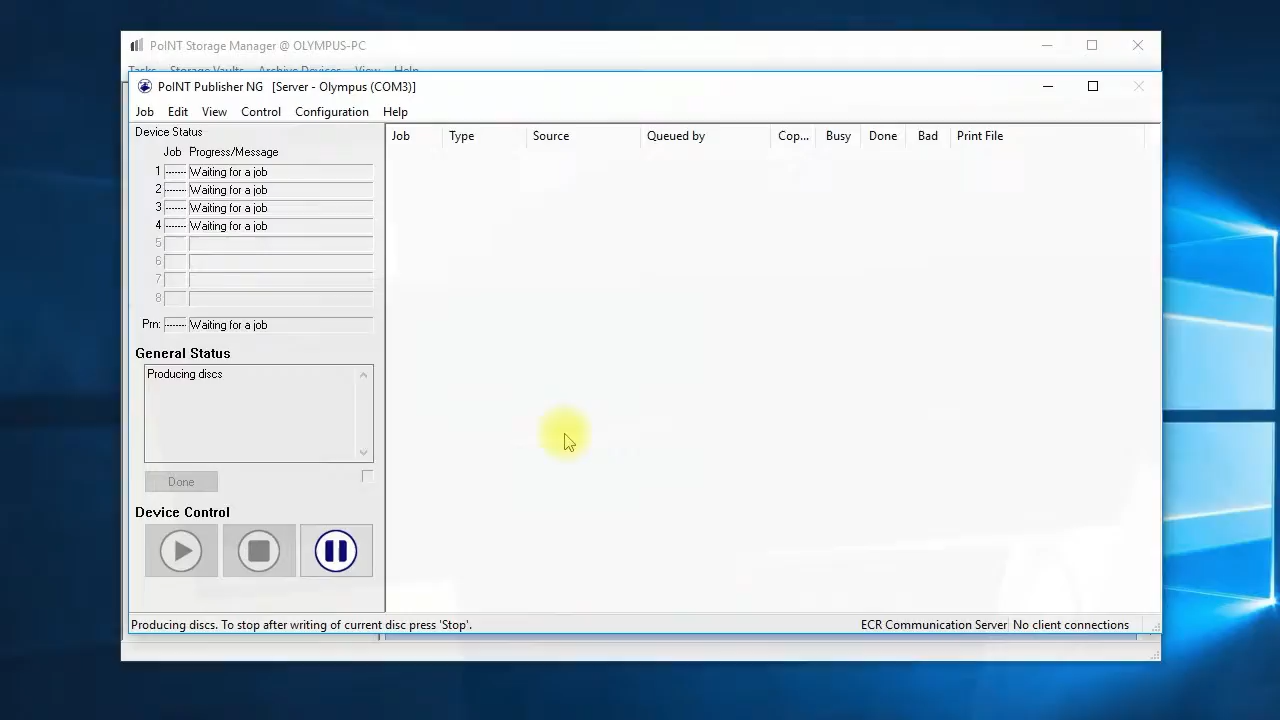 PoINT Storage Manager @ OLYMPUS-PC
Tasks Storage Vaults Archive Devices View Help
PoINT Publisher NG [Server - Olympus (COM3)]
Job Edit View Control Configuration Help
Device Status
Job Progress/Message
1 ------ Waiting for a job
2 ------ Waiting for a job
3 ------ Waiting for a job
4 ------ Waiting for a job
5
6
7
8
Prn: ------ Waiting for a job
General Status
Producing discs
Done
Device Control
Job Type Source Queued by Cop... Busy Done Bad Print File
Producing discs. To stop after writing of current disc press 'Stop'.
ECR Communication Server No client connections